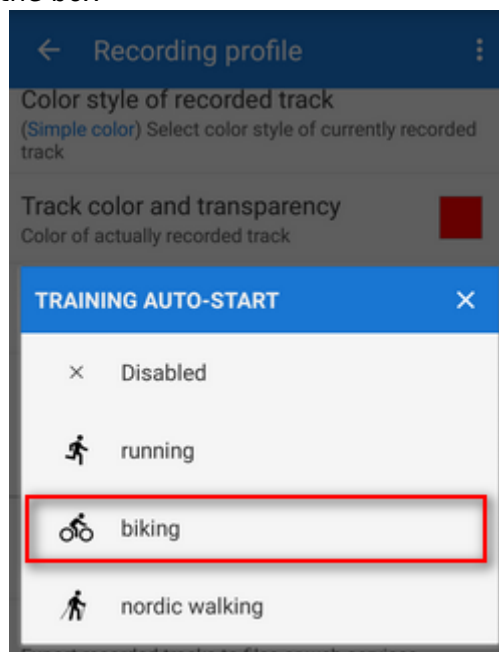 Recording profile
Color style of recorded track
(Simple color) Select color style of currently recorded
track
Track color and transparency
Color of actually recorded track
TRAINING AUTO-START
Disabled
running
biking
nordic walking